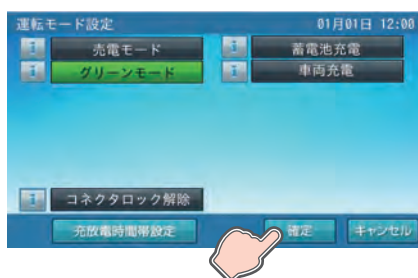 運転モード設定 01月01日 12:00
i 売電モード i 蓄電池充電
i グリーンモード i 車両充電
i コネクタロック解除
充放電時間帯設定 確定 キャンセル